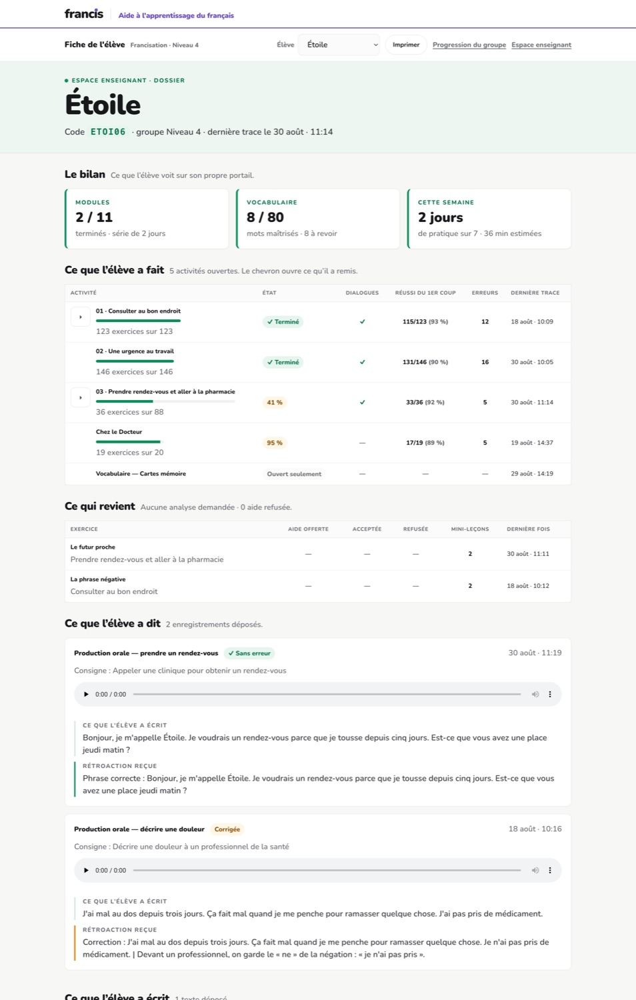 francis Aide à l'apprentissage du français
Fiche de l'élève Francisation · Niveau 4 Élève Étoile Imprimer Progression du groupe Espace enseignant
ESPACE ENSEIGNANT · DOSSIER
Étoile
Code ETOI06 · groupe Niveau 4 · dernière trace le 30 août · 11:14
Le bilan Ce que l'élève voit sur son propre portail.
MODULES
2 / 11
terminés · série de 2 jours
VOCABULAIRE
8 / 80
mots maîtrisés · 8 à revoir
CETTE SEMAINE
2 jours
de pratique sur 7 · 36 min estimées
Ce que l'élève a fait 5 activités ouvertes. Le chevron ouvre ce qu'il a remis.
ACTIVITÉ ÉTAT DIALOGUES RÉUSSI DU 1ER COUP ERREURS DERNIÈRE TRACE
01 · Consulter au bon endroit
123 exercices sur 123
✓ Terminé ✓ 115/123 (93 %) 12 18 août · 10:09
02 · Une urgence au travail
146 exercices sur 146
✓ Terminé ✓ 131/146 (90 %) 16 30 août · 10:05
03 · Prendre rendez-vous et aller à la pharmacie
36 exercices sur 88
41 % ✓ 33/36 (92 %) 5 30 août · 11:14
Chez le Docteur
19 exercices sur 20
95 % — 17/19 (89 %) 5 19 août · 14:37
Vocabulaire — Cartes mémoire Ouvert seulement — — — 29 août · 14:19
Ce qui revient Aucune analyse demandée · 0 aide refusée.
EXERCICE AIDE OFFERTE ACCEPTÉE REFUSÉE MINI-LEÇONS DERNIÈRE FOIS
Le futur proche
Prendre rendez-vous et aller à la pharmacie
— — — 2 30 août · 11:11
La phrase négative
Consulter au bon endroit
— — — 2 18 août · 10:12
Ce que l'élève a dit 2 enregistrements déposés.
Production orale — prendre un rendez-vous ✓ Sans erreur 30 août · 11:19
Consigne : Appeler une clinique pour obtenir un rendez-vous
0:00 / 0:00
CE QUE L'ÉLÈVE A ÉCRIT
Bonjour, je m'appelle Étoile. Je voudrais un rendez-vous parce que je tousse depuis cinq jours. Est-ce que vous avez une place
jeudi matin ?
RÉTROACTION REÇUE
Phrase correcte : Bonjour, je m'appelle Étoile. Je voudrais un rendez-vous parce que je tousse depuis cinq jours. Est-ce que vous
avez une place jeudi matin ?
Production orale — décrire une douleur Corrigée 18 août · 10:16
Consigne : Décrire une douleur à un professionnel de la santé
0:00 / 0:00
CE QUE L'ÉLÈVE A ÉCRIT
J'ai mal au dos depuis trois jours. Ça fait mal quand je me penche pour ramasser quelque chose. J'ai pas pris de médicament.
RÉTROACTION REÇUE
Correction : J'ai mal au dos depuis trois jours. Ça fait mal quand je me penche pour ramasser quelque chose. Je n'ai pas pris de
médicament. | Devant un professionnel, on garde le « ne » de la négation : « je n'ai pas pris ».
Ce que l'élève a écrit 1 texte déposé.